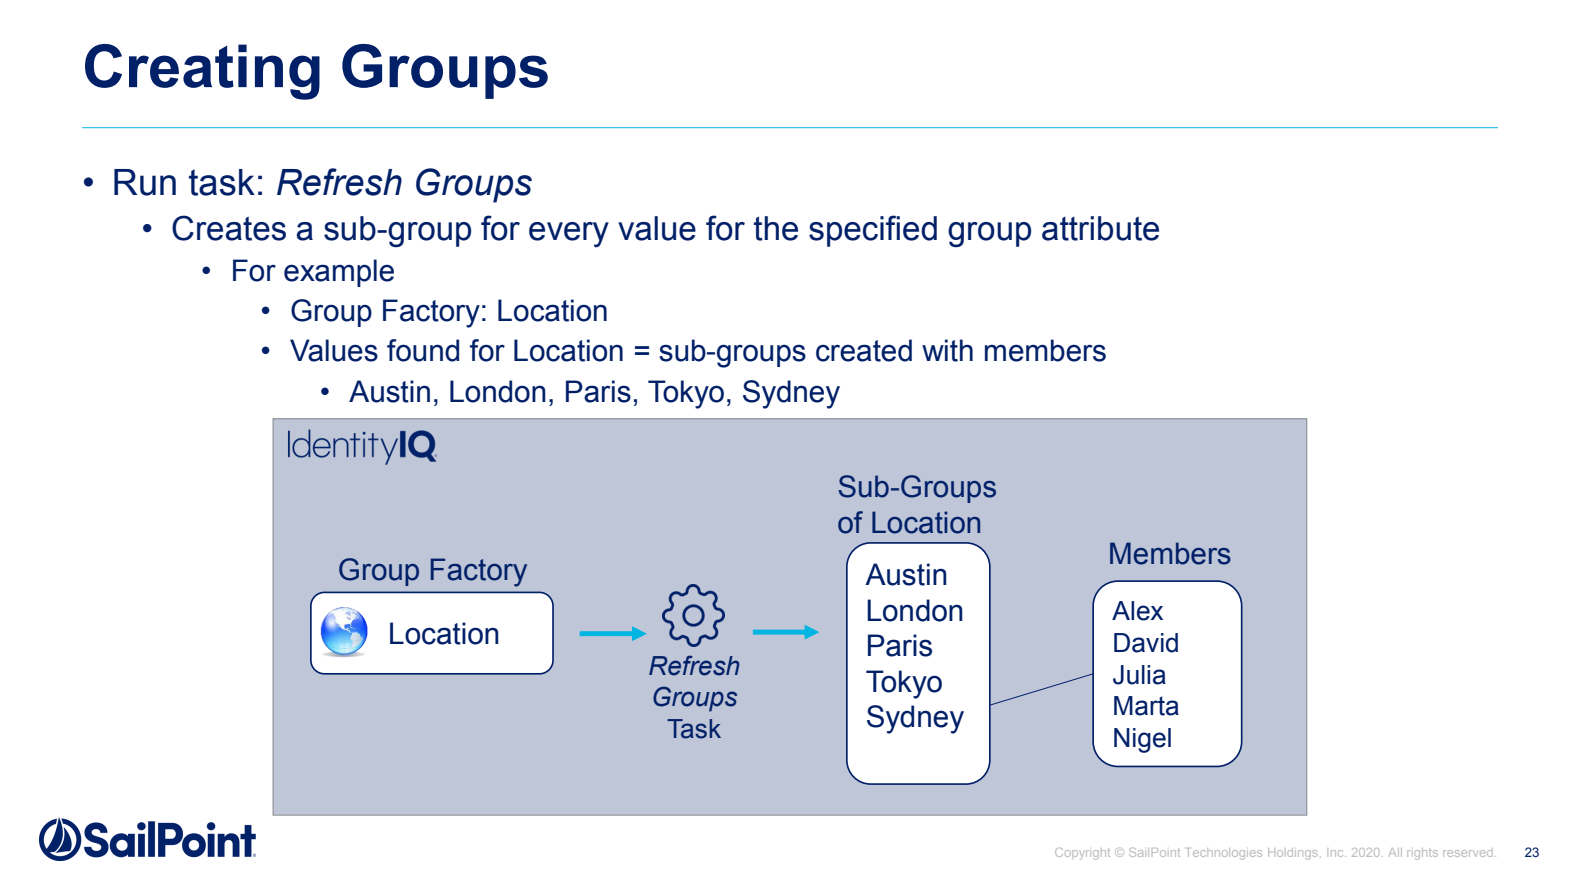 Creating Groups
• Run task: Refresh Groups
• Creates a sub-group for every value for the specified group attribute
• For example
• Group Factory: Location
• Values found for Location = sub-groups created with members
• Austin, London, Paris, Tokyo, Sydney
IdentityIQ
Sub-Groups
of Location
Group Factory
Location
Refresh
Groups
Task
Austin
London
Paris
Tokyo
Sydney
Members
Alex
David
Julia
Marta
Nigel
SailPoint
Copyright © SailPoint Technologies Holdings, Inc. 2020. All rights reserved.
23